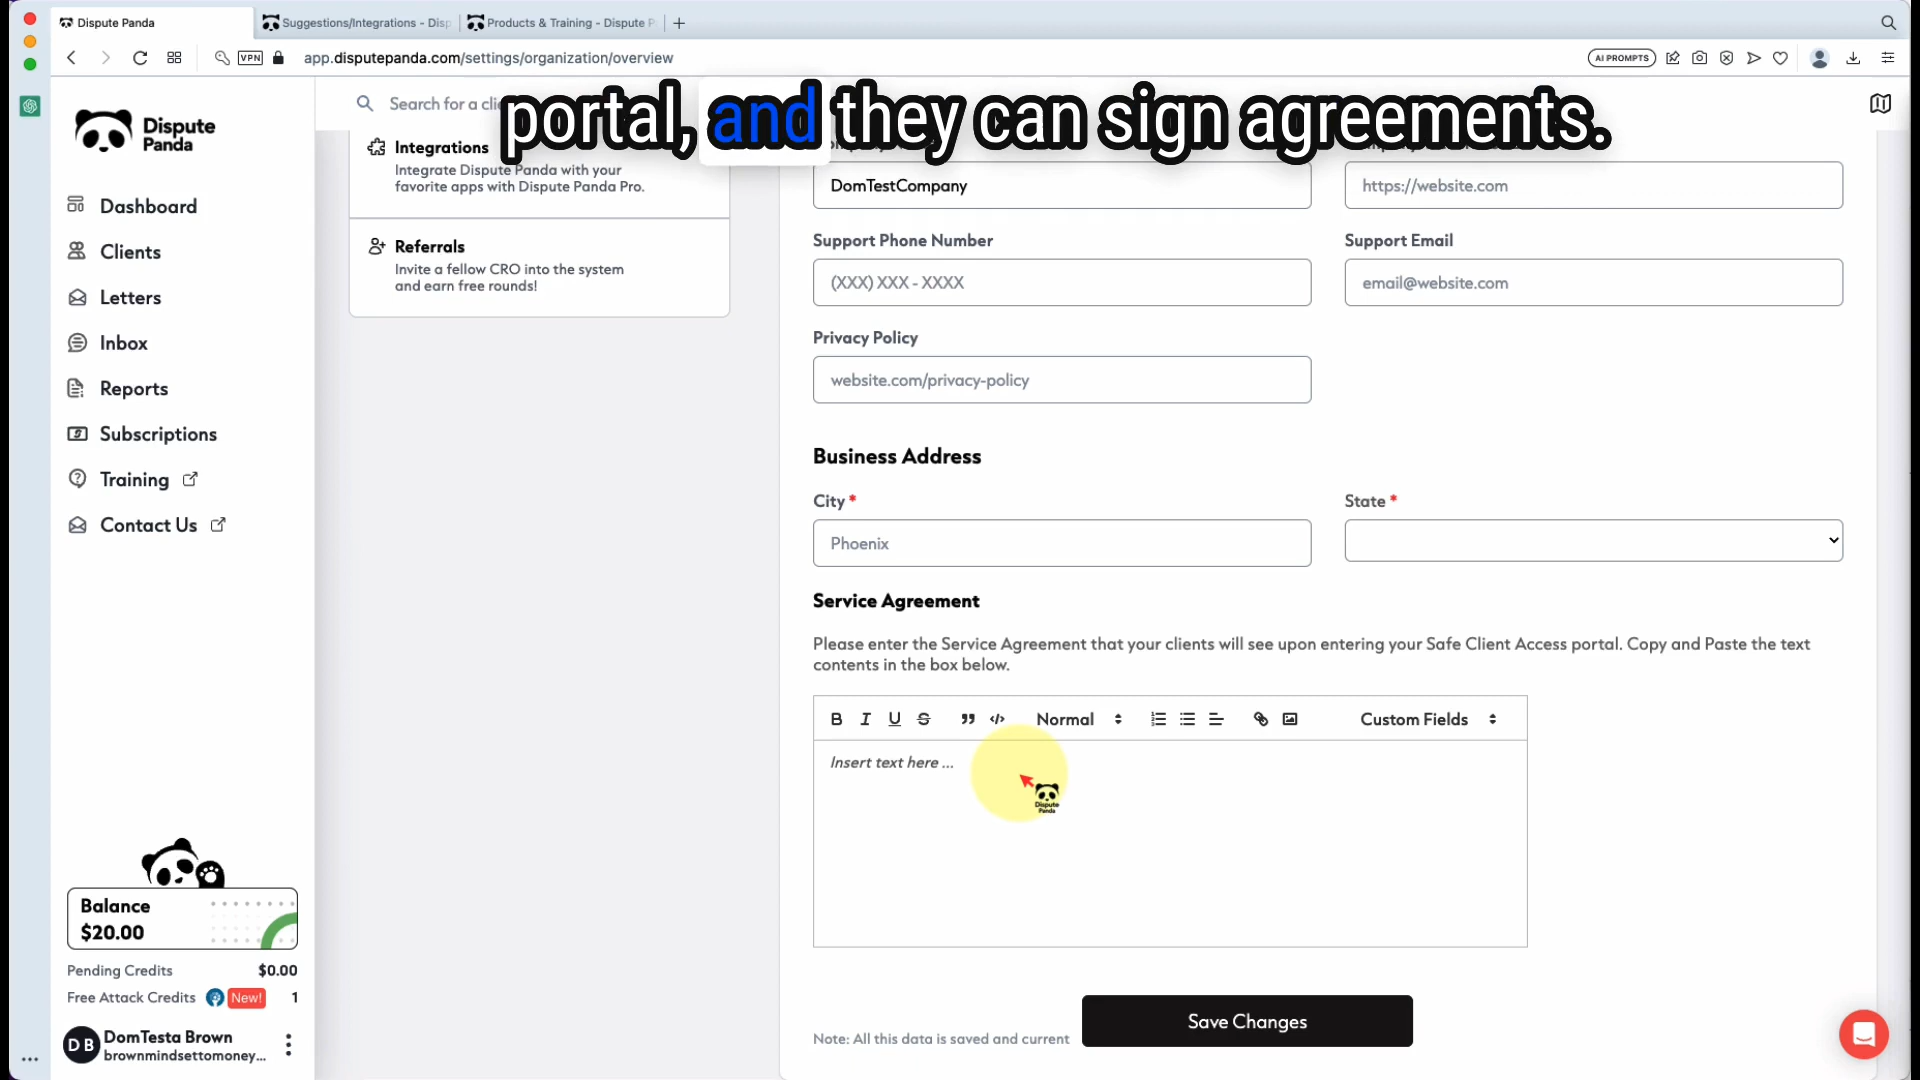 Dispute Panda
Suggestions/Integrations - Disp
Products & Training - Dispute P
VPN
app.disputepanda.com/settings/organization/overview
AI PROMPTS
portal, and they can sign agreements.
Dispute
Panda
Search for a clie
Dashboard
Clients
Letters
Inbox
Reports
Subscriptions
Training
Contact Us
Integrations
Integrate Dispute Panda with your
favorite apps with Dispute Panda Pro.
Referrals
Invite a fellow CRO into the system
and earn free rounds!
DomTestCompany
https://website.com
Support Phone Number
Support Email
(XXX) XXX - XXXX
email@website.com
Privacy Policy
website.com/privacy-policy
Business Address
City *
State *
Phoenix
Service Agreement
Please enter the Service Agreement that your clients will see upon entering your Safe Client Access portal. Copy and Paste the text
contents in the box below.
B I U S
Normal
Custom Fields
Insert text here ...
Dispute
Panda
Save Changes
Note: All this data is saved and current
Balance
$20.00
Pending Credits $0.00
Free Attack Credits New! 1
D B
DomTesta Brown
brownmindsettomoney...